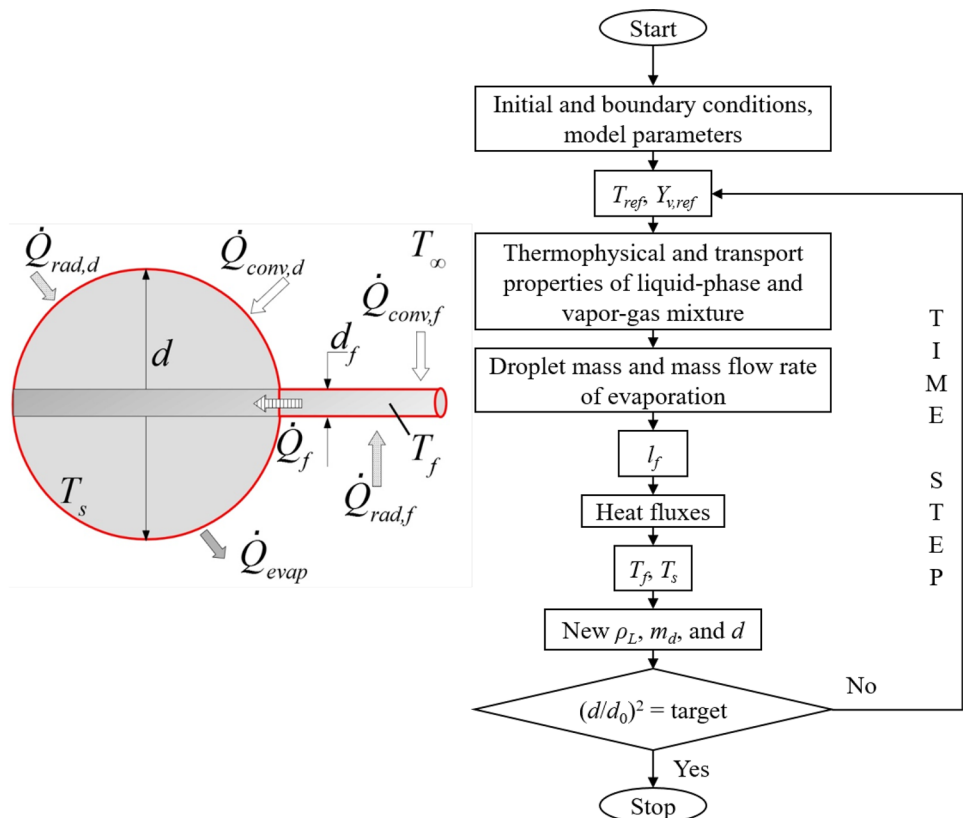 Q̇rad,d
Q̇conv,d
T∞
Q̇conv,f
d
df
Q̇f
Tf
Ts
Q̇rad,f
Q̇evap
Start
Initial and boundary conditions,
model parameters
Tref, Yv,ref
Thermophysical and transport
properties of liquid-phase and
vapor-gas mixture
Droplet mass and mass flow rate
of evaporation
lf
Heat fluxes
Tf, Ts
New ρL, md, and d
(d/d0)² = target
No
Yes
Stop
TIME STEP